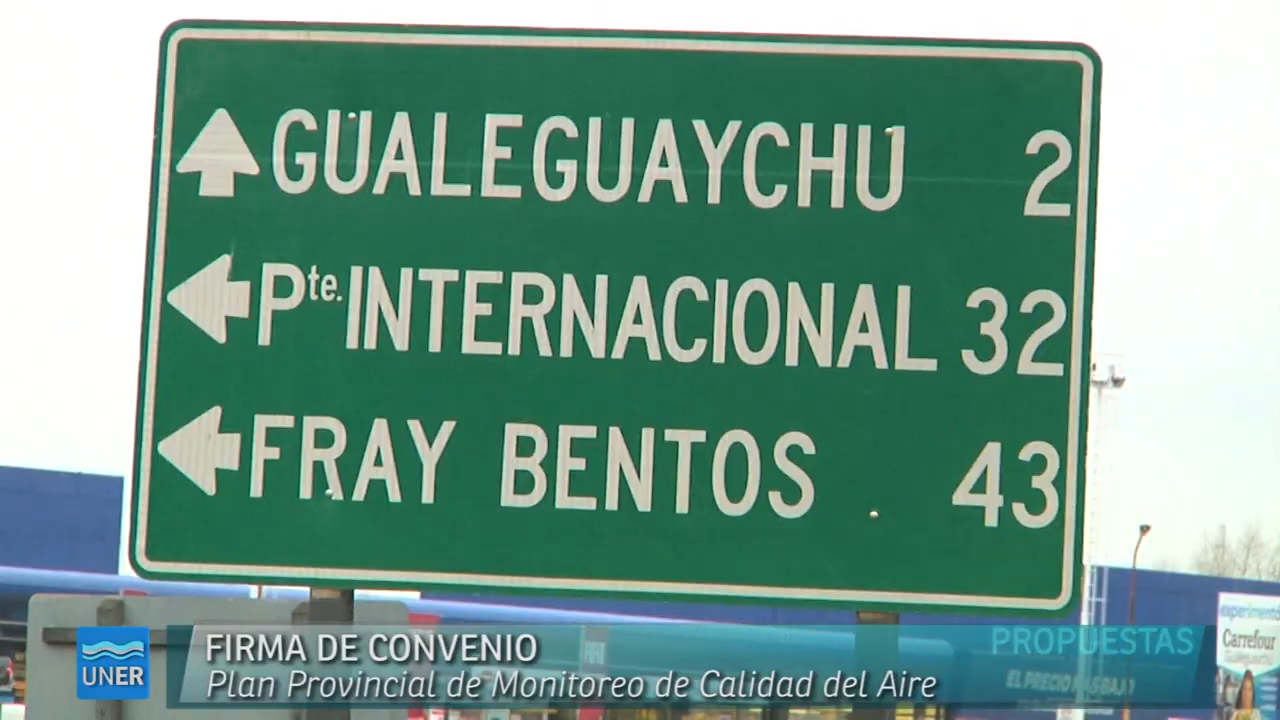 GUALEGUAYCHU 2
Pte. INTERNACIONAL 32
FRAY BENTOS 43
FIRMA DE CONVENIO
PROPUESTAS
UNER
Plan Provincial de Monitoreo de Calidad del Aire
Carrefour